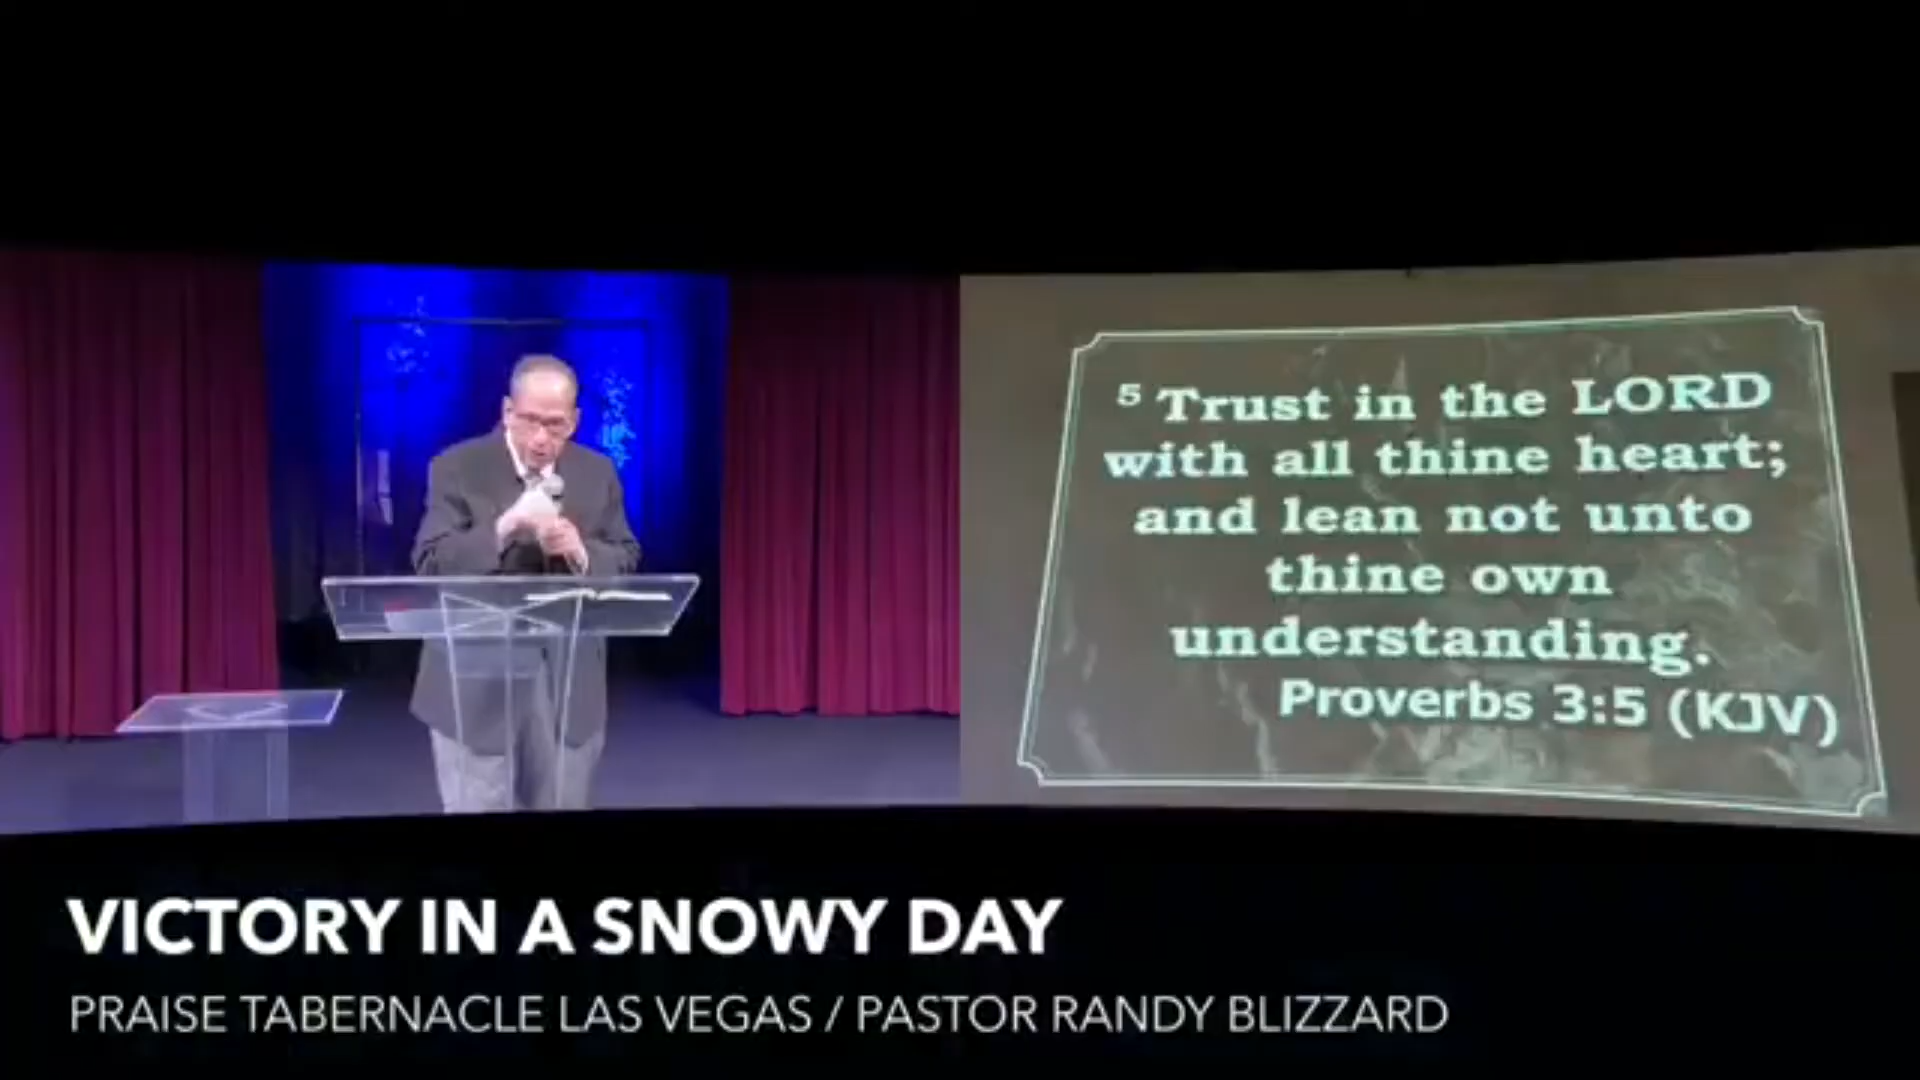 5 Trust in the LORD
with all thine heart;
and lean not unto
thine own
understanding.
Proverbs 3:5 (KJV)
VICTORY IN A SNOWY DAY
PRAISE TABERNACLE LAS VEGAS / PASTOR RANDY BLIZZARD